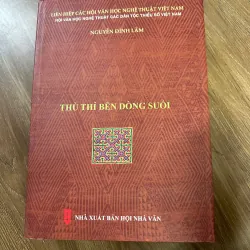 LIÊN HIỆP CÁC HỘI VĂN HỌC NGHỆ THUẬT VIỆT NAM
HỘI VĂN HỌC NGHỆ THUẬT CÁC DÂN TỘC THIỂU SỐ VIỆT NAM
NGUYỄN ĐÌNH LÂM
THỦ THỈ BÊN DÒNG SUỐI
NHÀ XUẤT BẢN HỘI NHÀ VĂN